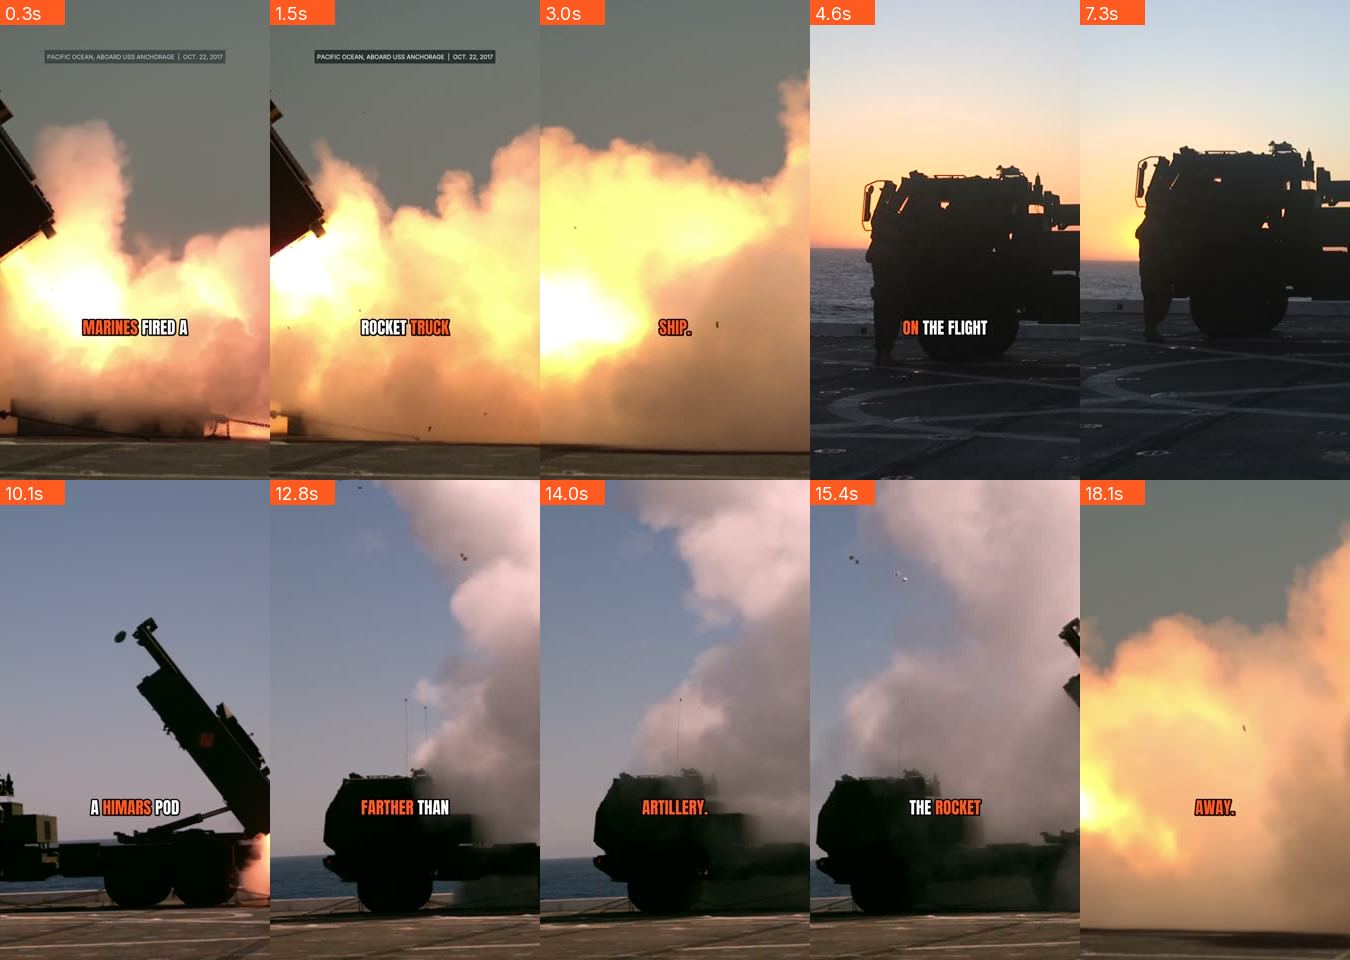 0.3s
PACIFIC OCEAN, ABOARD USS ANCHORAGE | OCT. 22, 2017
MARINES FIRED A
1.5s
PACIFIC OCEAN, ABOARD USS ANCHORAGE | OCT. 22, 2017
ROCKET TRUCK
3.0s
SHIP.
4.6s
ON THE FLIGHT
7.3s
10.1s
A HIMARS POD
12.8s
FARTHER THAN
14.0s
ARTILLERY.
15.4s
THE ROCKET
18.1s
AWAY.